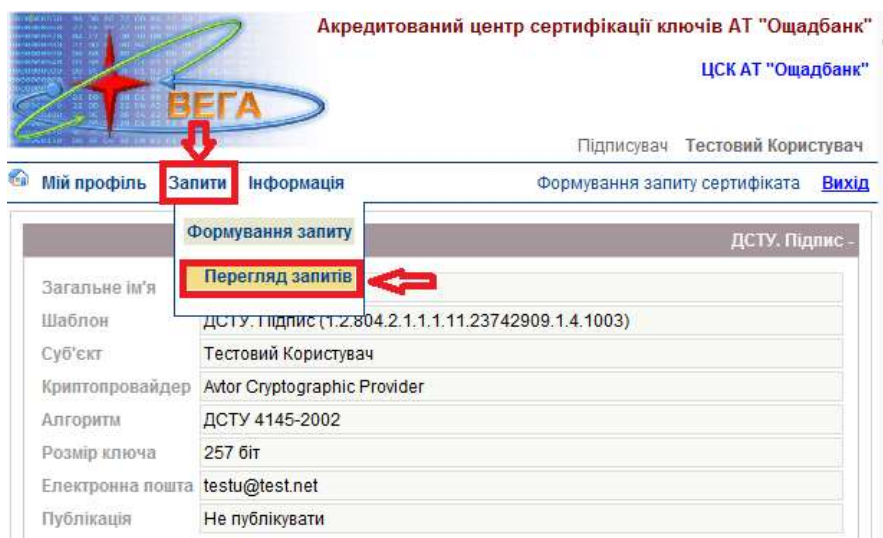 Акредитований центр сертифікації ключів АТ "Ощадбанк"
ЦСК АТ "Ощадбанк"
ВЕГА
Підписувач Тестовий Користувач
Мій профіль Запити Інформація Формування запиту сертифіката Вихід
Формування запиту
ДСТУ. Підпис -
Перегляд запитів
Загальне ім'я
Шаблон ДСТУ. Підпис (1.2.804.2.1.1.1.11.23742909.1.4.1003)
Суб'єкт Тестовий Користувач
Криптопровайдер Avtor Cryptographic Provider
Алгоритм ДСТУ 4145-2002
Розмір ключа 257 біт
Електронна пошта testu@test.net
Публікація Не публікувати